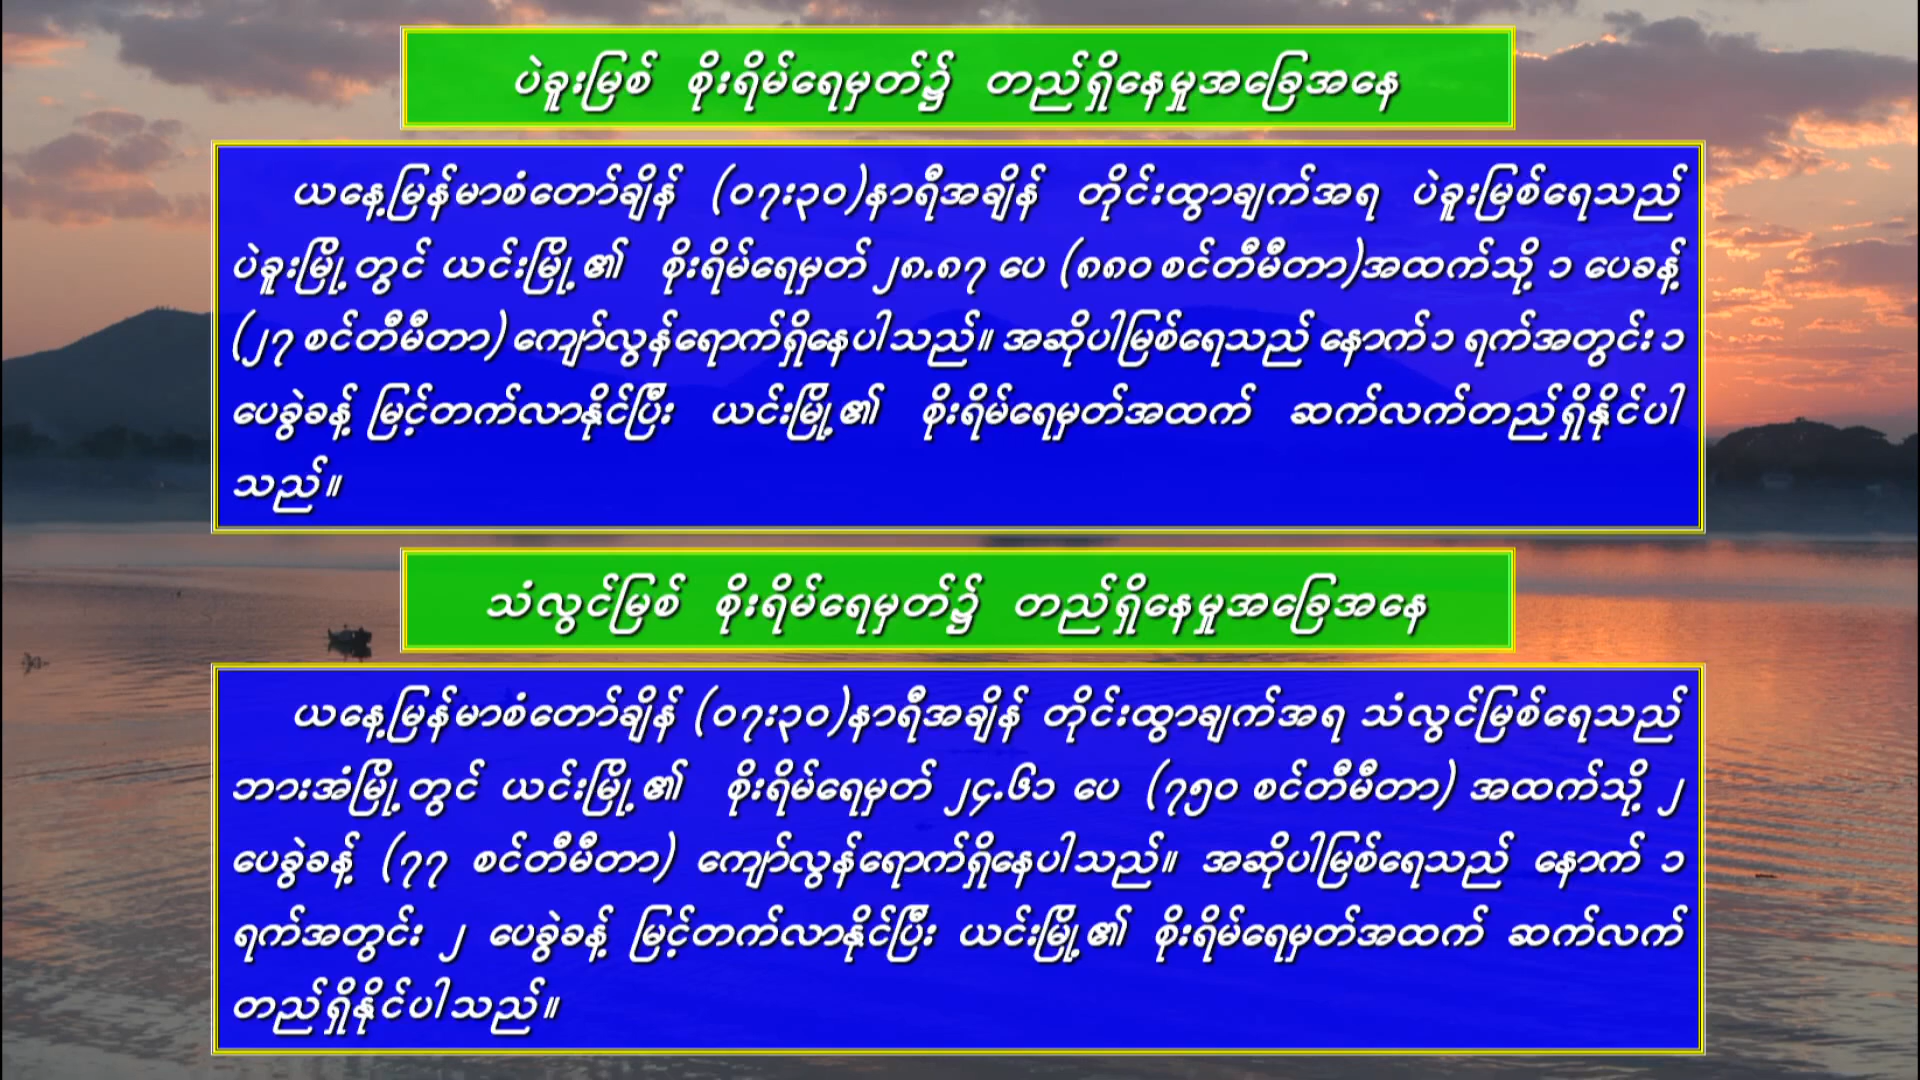 ပဲခူးမြစ် စိုးရိမ်ရေမှတ်၌ တည်ရှိနေမှုအခြေအနေ
ယနေ့မြန်မာစံတော်ချိန် (၀၇း၃၀)နာရီအချိန် တိုင်းထွာချက်အရ ပဲခူးမြစ်ရေသည်
ပဲခူးမြို့တွင် ယင်းမြို့၏ စိုးရိမ်ရေမှတ် ၂၈.၈၇ ပေ (၈၈၀ စင်တီမီတာ)အထက်သို့ ၁ ပေခန့်
(၂၇ စင်တီမီတာ) ကျော်လွန်ရောက်ရှိနေပါသည်။ အဆိုပါမြစ်ရေသည် နောက်၁ ရက်အတွင်း ၁
ပေခွဲခန့် မြင့်တက်လာနိုင်ပြီး ယင်းမြို့၏ စိုးရိမ်ရေမှတ်အထက် ဆက်လက်တည်ရှိနိုင်ပါ
သည်။
သံလွင်မြစ် စိုးရိမ်ရေမှတ်၌ တည်ရှိနေမှုအခြေအနေ
ယနေ့မြန်မာစံတော်ချိန် (၀၇း၃၀)နာရီအချိန် တိုင်းထွာချက်အရ သံလွင်မြစ်ရေသည်
ဘားအံမြို့တွင် ယင်းမြို့၏ စိုးရိမ်ရေမှတ် ၂၄.၆၁ ပေ (၇၅၀ စင်တီမီတာ) အထက်သို့ ၂
ပေခွဲခန့် (၇၇ စင်တီမီတာ) ကျော်လွန်ရောက်ရှိနေပါသည်။ အဆိုပါမြစ်ရေသည် နောက် ၁
ရက်အတွင်း ၂ ပေခွဲခန့် မြင့်တက်လာနိုင်ပြီး ယင်းမြို့၏ စိုးရိမ်ရေမှတ်အထက် ဆက်လက်
တည်ရှိနိုင်ပါသည်။